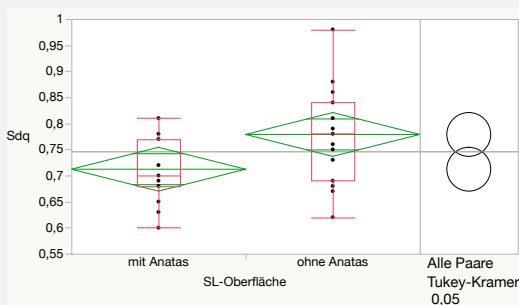 1
0,95
0,9
0,85
0,8
Sdq
0,75
0,7
0,65
0,6
0,55
mit Anatas
ohne Anatas
SL-Oberfläche
Alle Paare
Tukey-Kramer
0,05